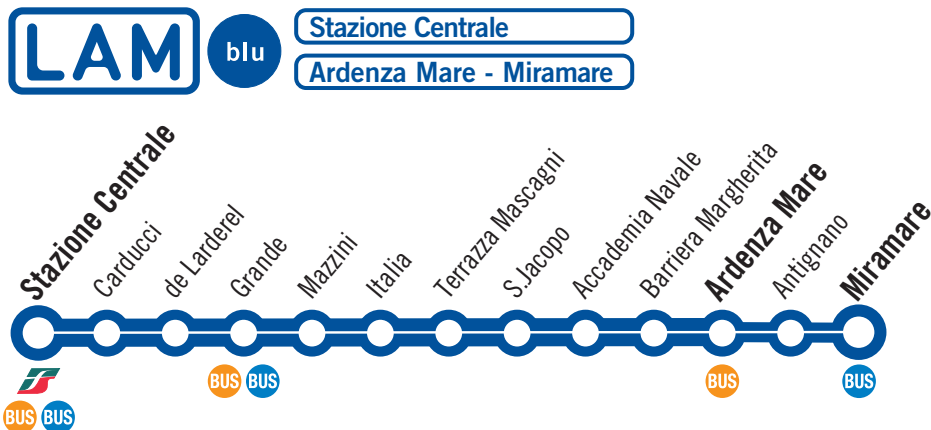 LAM
blu
Stazione Centrale
Ardenza Mare - Miramare
Stazione Centrale
Carducci
de Larderel
Grande
Mazzini
Italia
Terrazza Mascagni
S.Jacopo
Accademia Navale
Barriera Margherita
Ardenza Mare
Antignano
Miramare
BUS BUS BUS BUS
BUS BUS